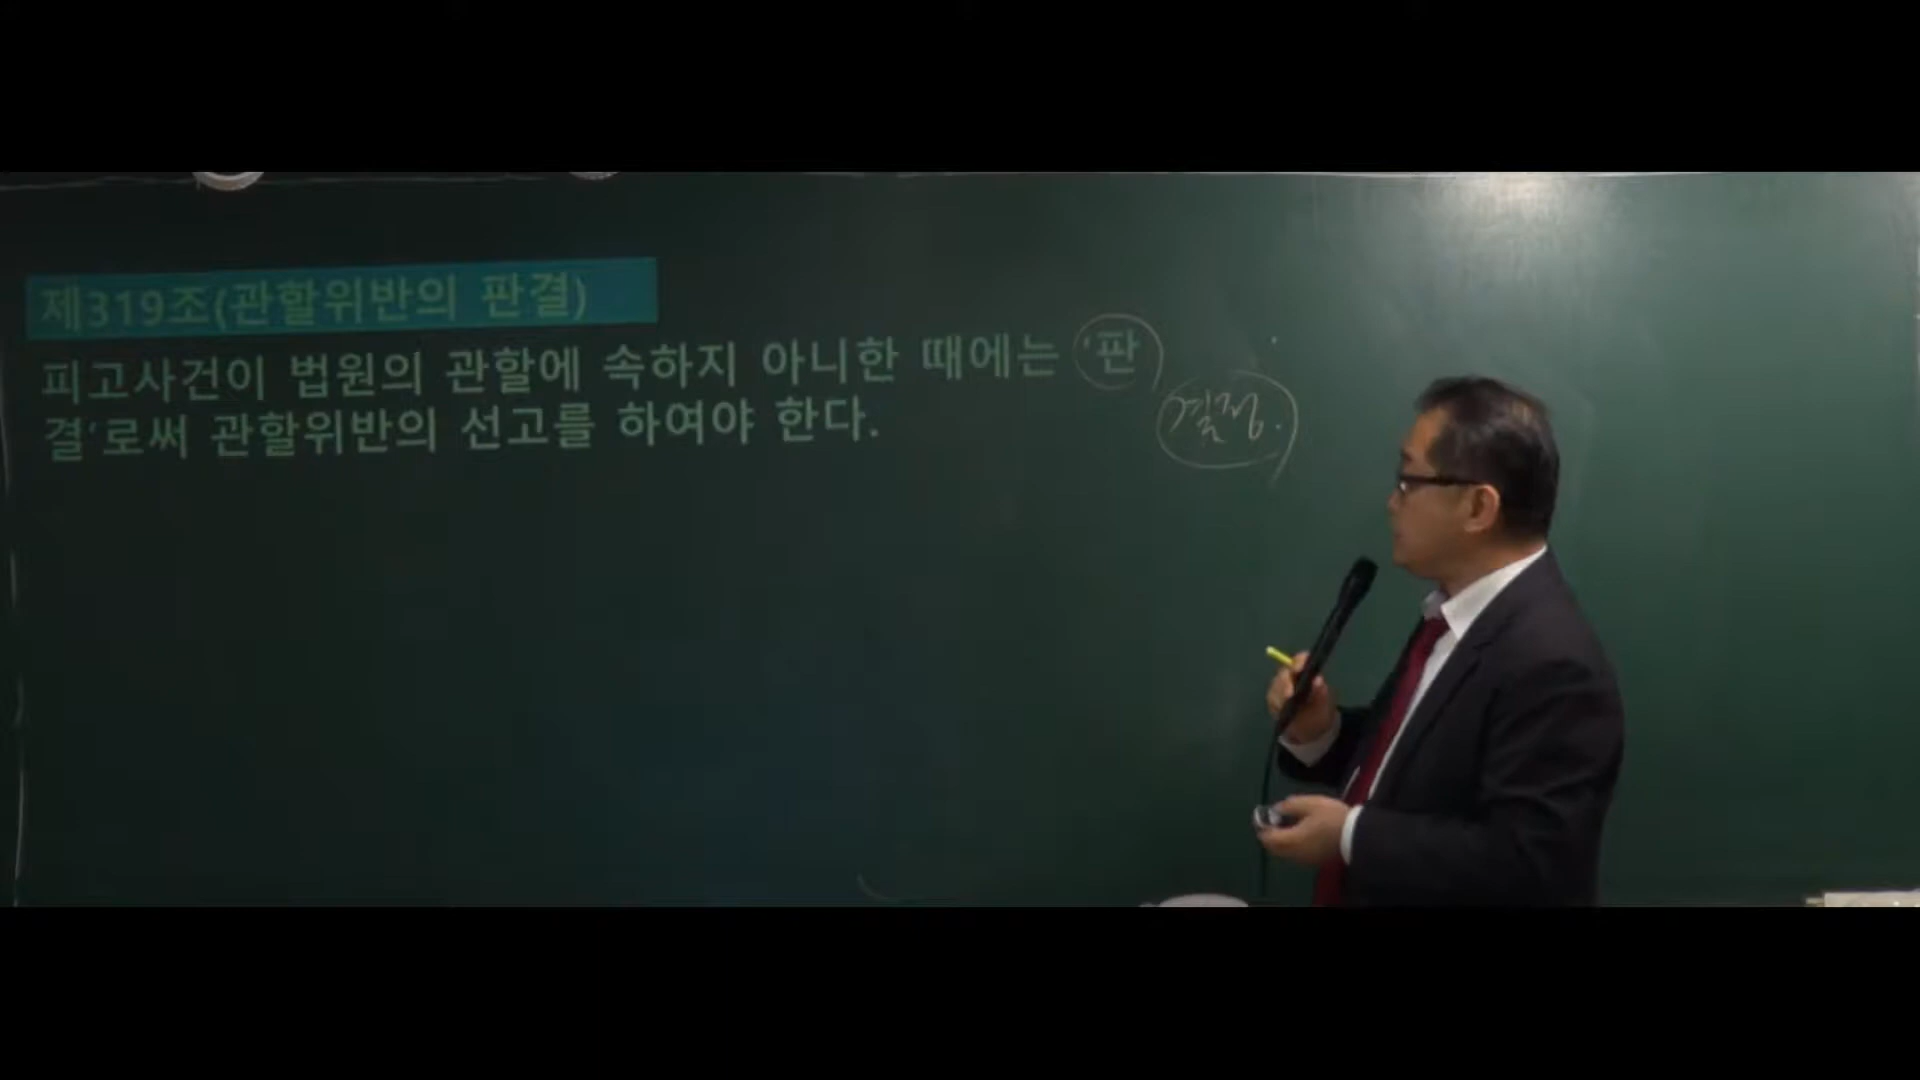 제319조(관할위반의 판결)
피고사건이 법원의 관할에 속하지 아니한 때에는 '판
결'로써 관할위반의 선고를 하여야 한다.
결정.